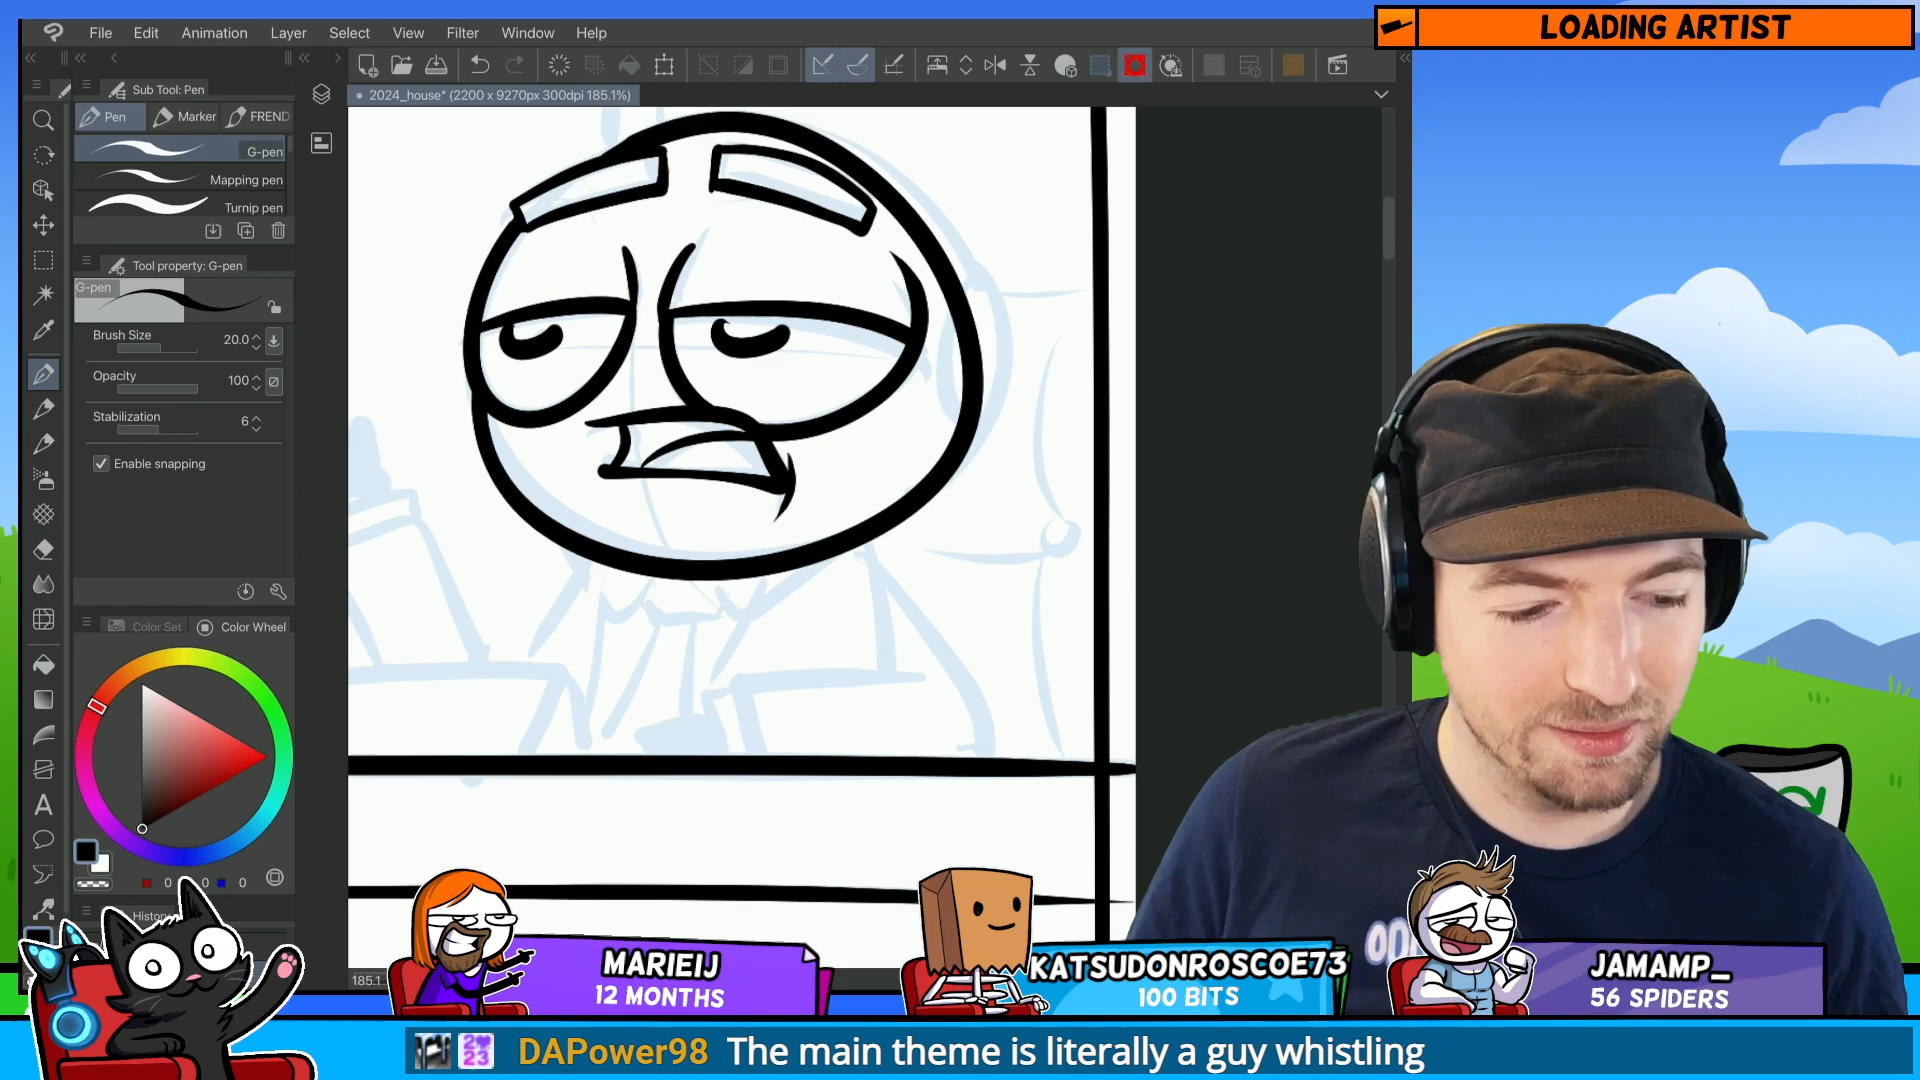 LOADING ARTIST
File Edit Animation Layer Select View Filter Window Help
Sub Tool: Pen
2024_house* (2200 x 9270px 300dpi 185.1%)
Pen Marker FREND
G-pen
Mapping pen
Turnip pen
Tool property: G-pen
G-pen
Brush Size 20.0
Opacity 100
Stabilization 6
Enable snapping
Color Set Color Wheel
0 0 0
History
185.1
MARIEIJ
12 MONTHS
KATSUDONROSCOE73
100 BITS
JAMAMP_
56 SPIDERS
2 23 DAPower98 The main theme is literally a guy whistling